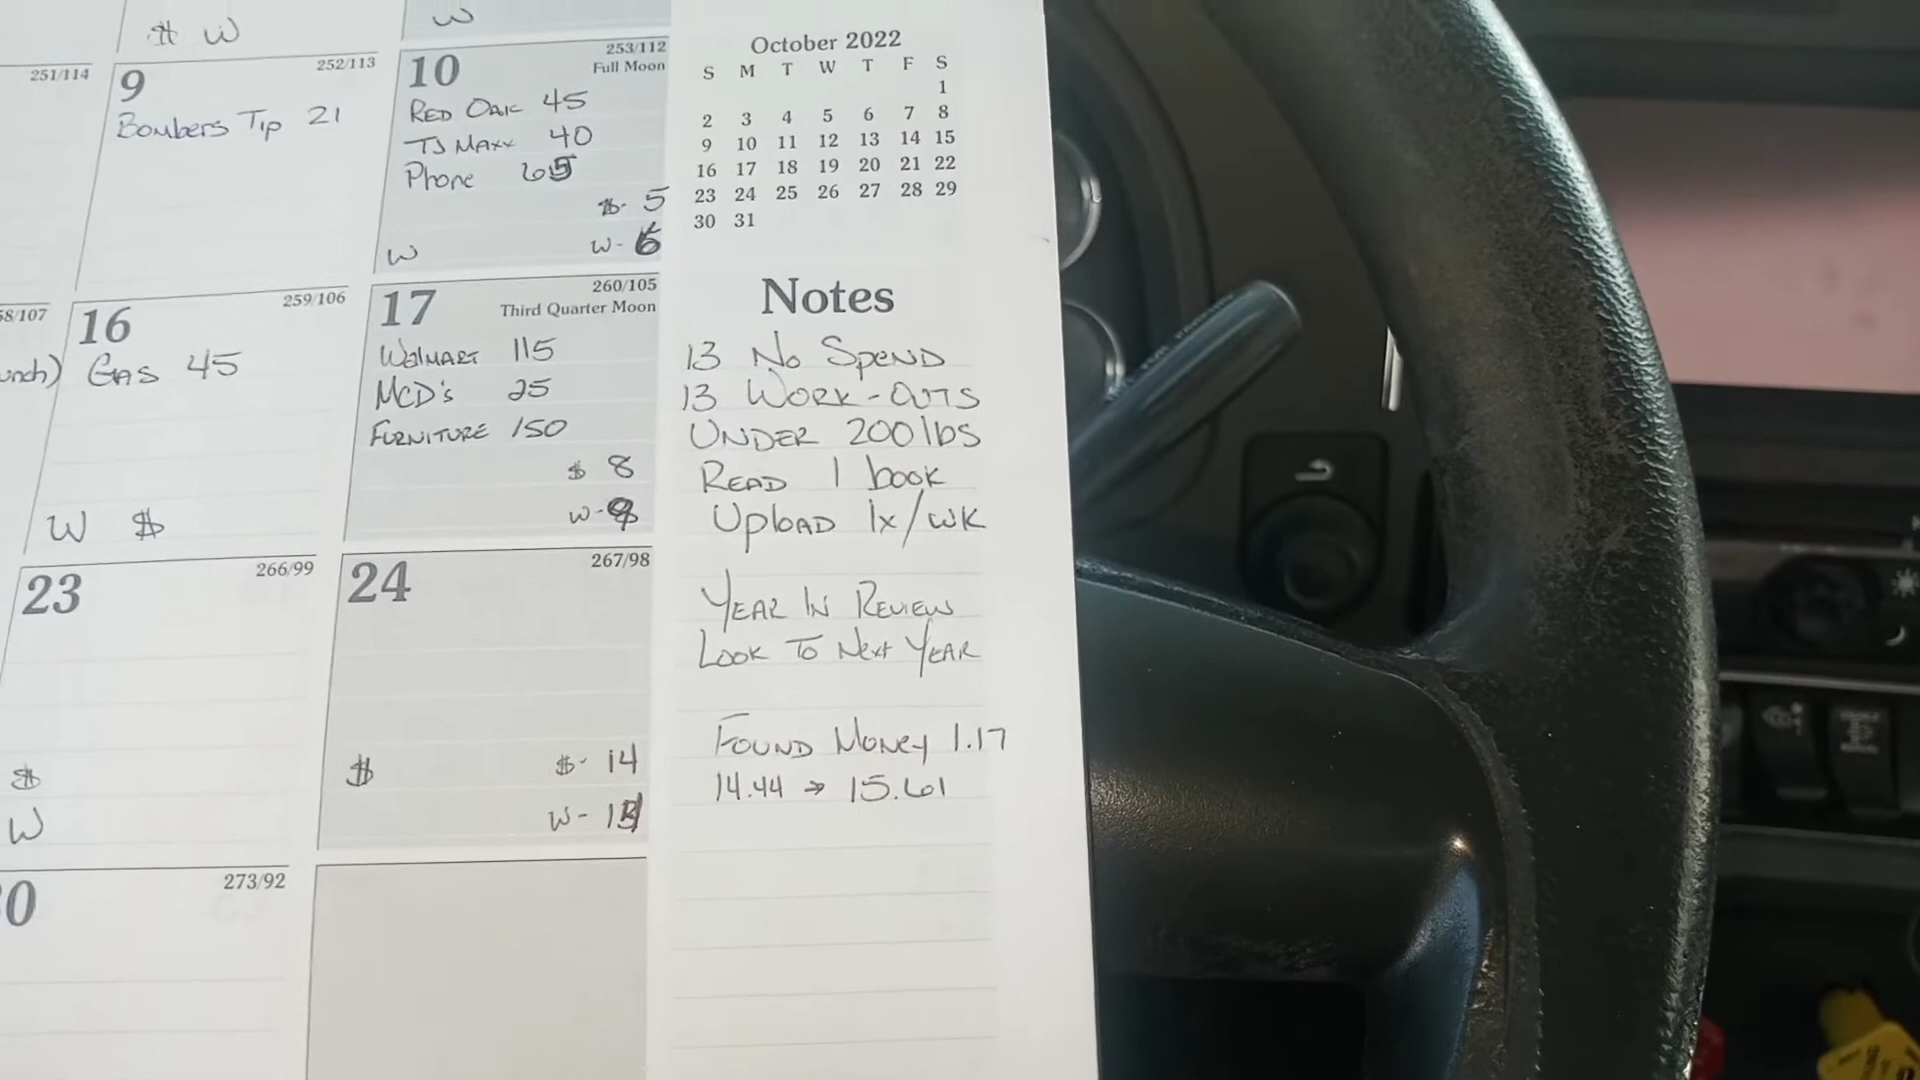 $ W
W
251/114
9 252/113
Bombers Tip 21
10 253/112
Full Moon
RED OAK 45
TJ MAXX 40
Phone 65
$- 5
W W- 6
58/107
unch)
16 259/106
GAS 45
W $
17 260/105
Third Quarter Moon
WalMART 115
MCD's 25
FURNITURE 150
$ 8
W-
23 266/99
$
W
24 267/98
$ $- 14
W- 13
0 273/92
October 2022
S M T W T F S
1
2 3 4 5 6 7 8
9 10 11 12 13 14 15
16 17 18 19 20 21 22
23 24 25 26 27 28 29
30 31
Notes
13 No SPEND
13 WORK-OUTS
UNDER 200 lbs
READ 1 book
UPLOAD 1x/WK
YEAR IN REVIEW
LOOK TO NEXT YEAR
FOUND MONEY 1.17
14.44 → 15.61